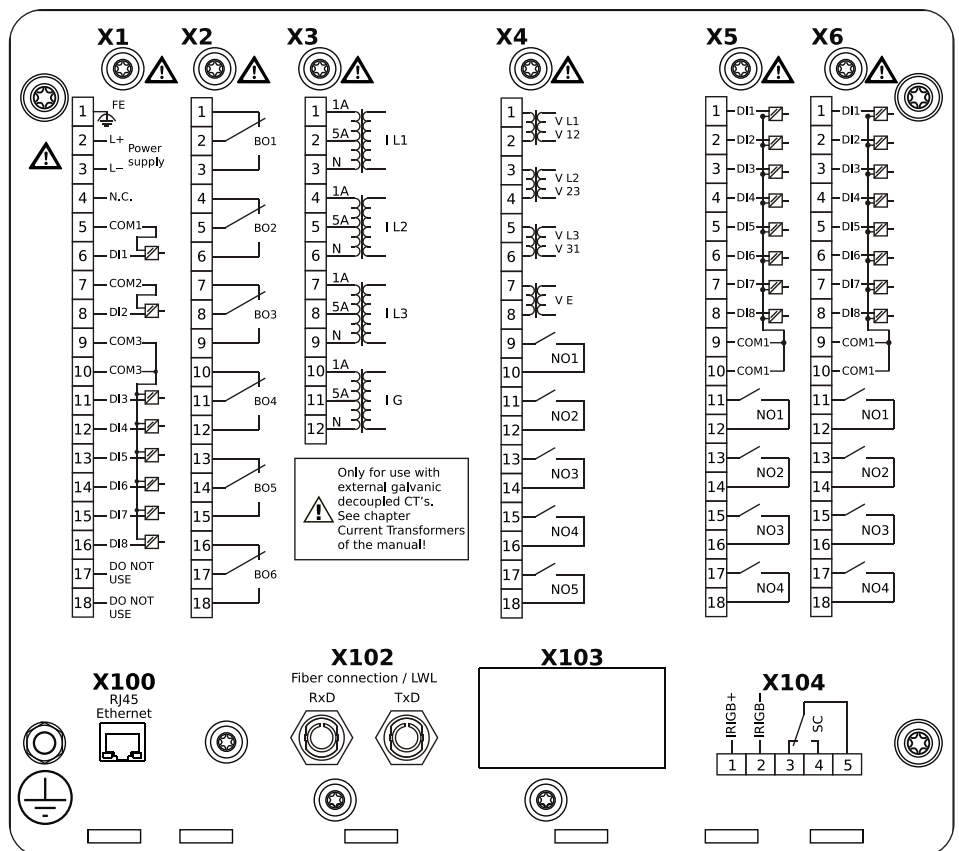 X1 X2 X3 X4 X5 X6
1 FE
2 L+
Power
supply
3 L−
4 N.C.
5 COM1
6 DI1
7 COM2
8 DI2
9 COM3
10 COM3
11 DI3
12 DI4
13 DI5
14 DI6
15 DI7
16 DI8
17 DO NOT
USE
18 DO NOT
USE
1
2 BO1
3
4
5 BO2
6
7
8 BO3
9
10
11 BO4
12
13
14 BO5
15
16
17 BO6
18
1 1A
2 5A I L1
3 N
4 1A
5 5A I L2
6 N
7 1A
8 5A I L3
9 N
10 1A
11 5A I G
12 N
Only for use with
external galvanic
decoupled CT's.
See chapter
Current Transformers
of the manual!
1 V L1
2 V 12
3 V L2
4 V 23
5 V L3
6 V 31
7
V E
8
9
NO1
10
11
NO2
12
13
NO3
14
15
NO4
16
17
NO5
18
1 DI1
2 DI2
3 DI3
4 DI4
5 DI5
6 DI6
7 DI7
8 DI8
9 COM1
10 COM1
11
NO1
12
13
NO2
14
15
NO3
16
17
NO4
18
1 DI1
2 DI2
3 DI3
4 DI4
5 DI5
6 DI6
7 DI7
8 DI8
9 COM1
10 COM1
11
NO1
12
13
NO2
14
15
NO3
16
17
NO4
18
X100
RJ45
Ethernet
X102
Fiber connection / LWL
RxD TxD
X103
X104
IRIGB+
IRIGB−
SC
1 2 3 4 5